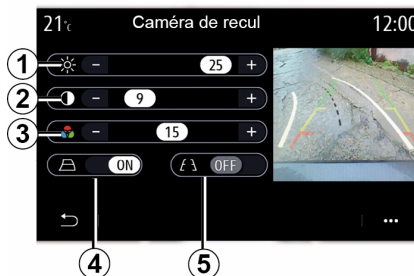 21°c Caméra de recul 12:00
1 - 25 +
2 - 9 +
3 - 15 +
ON OFF
4 5